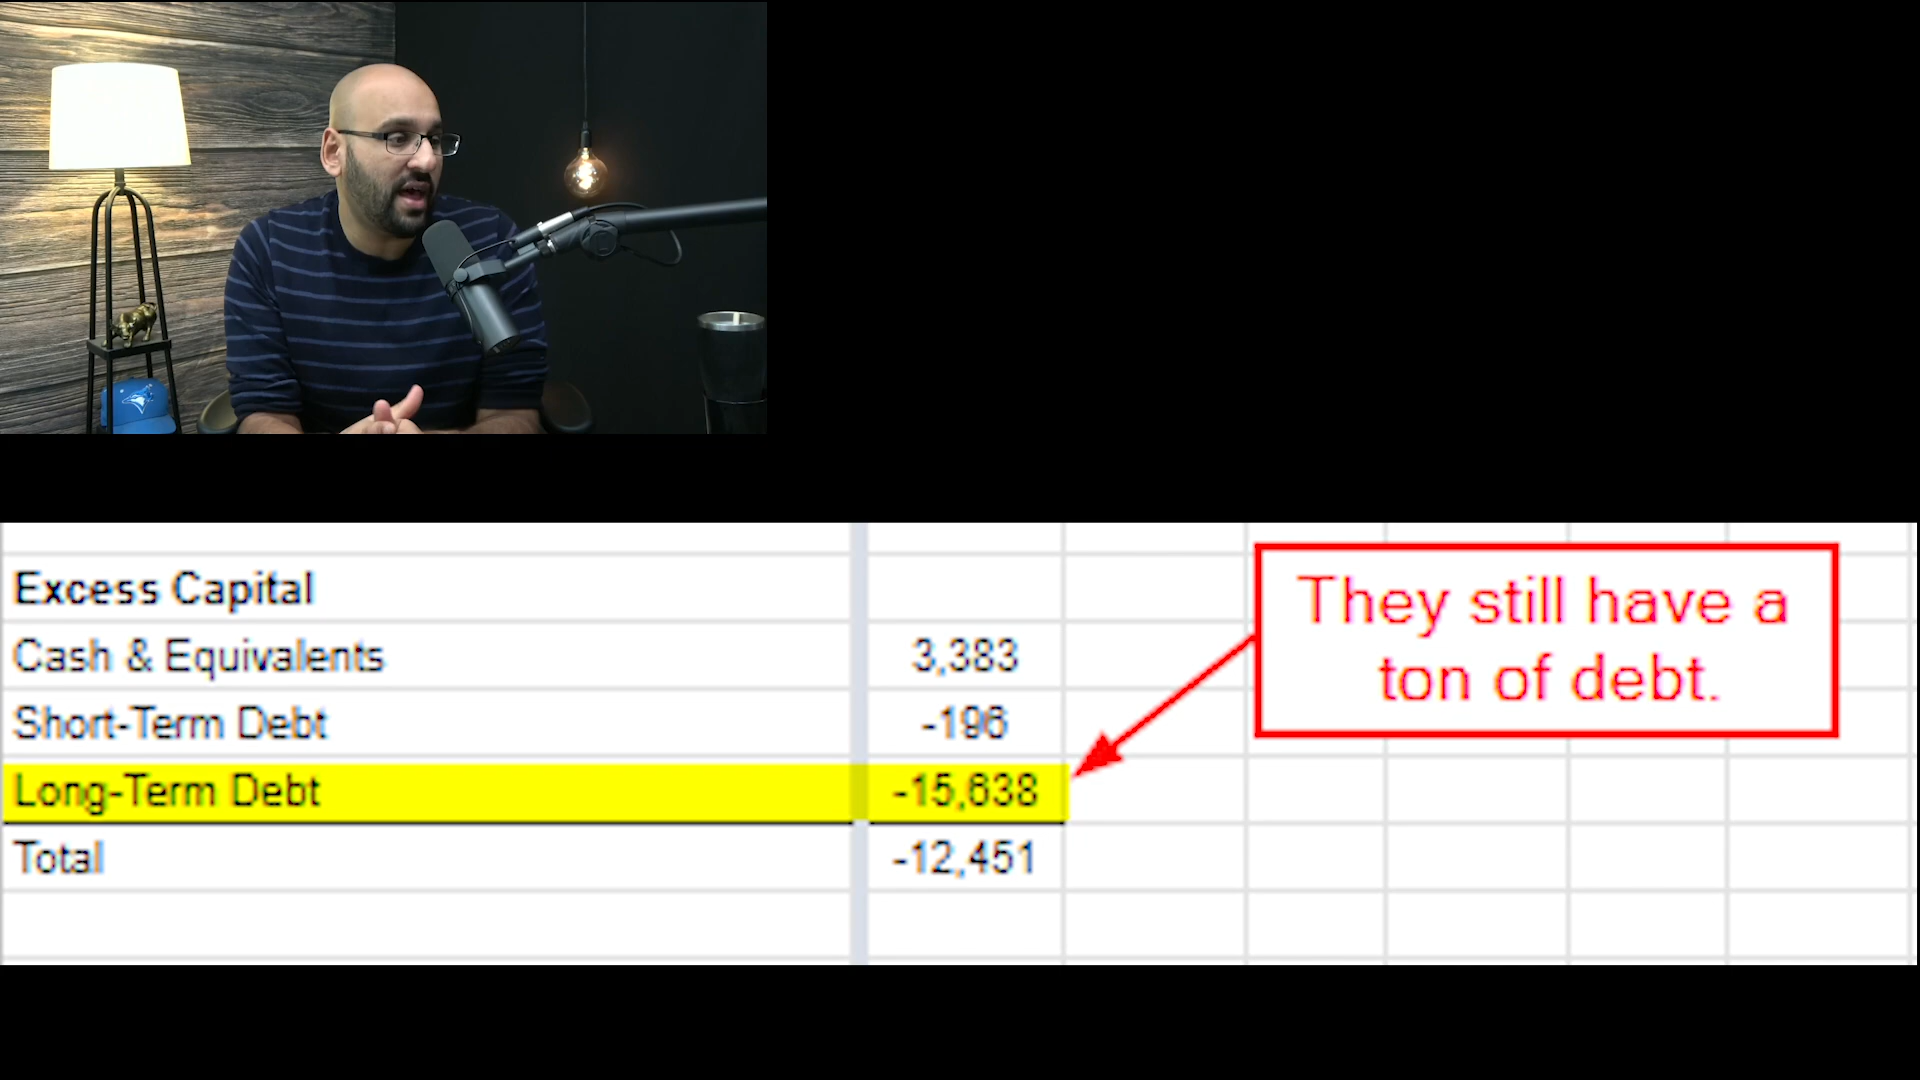 Excess Capital
Cash & Equivalents 3,383
Short-Term Debt -196
Long-Term Debt -15,638
Total -12,451
They still have a
ton of debt.